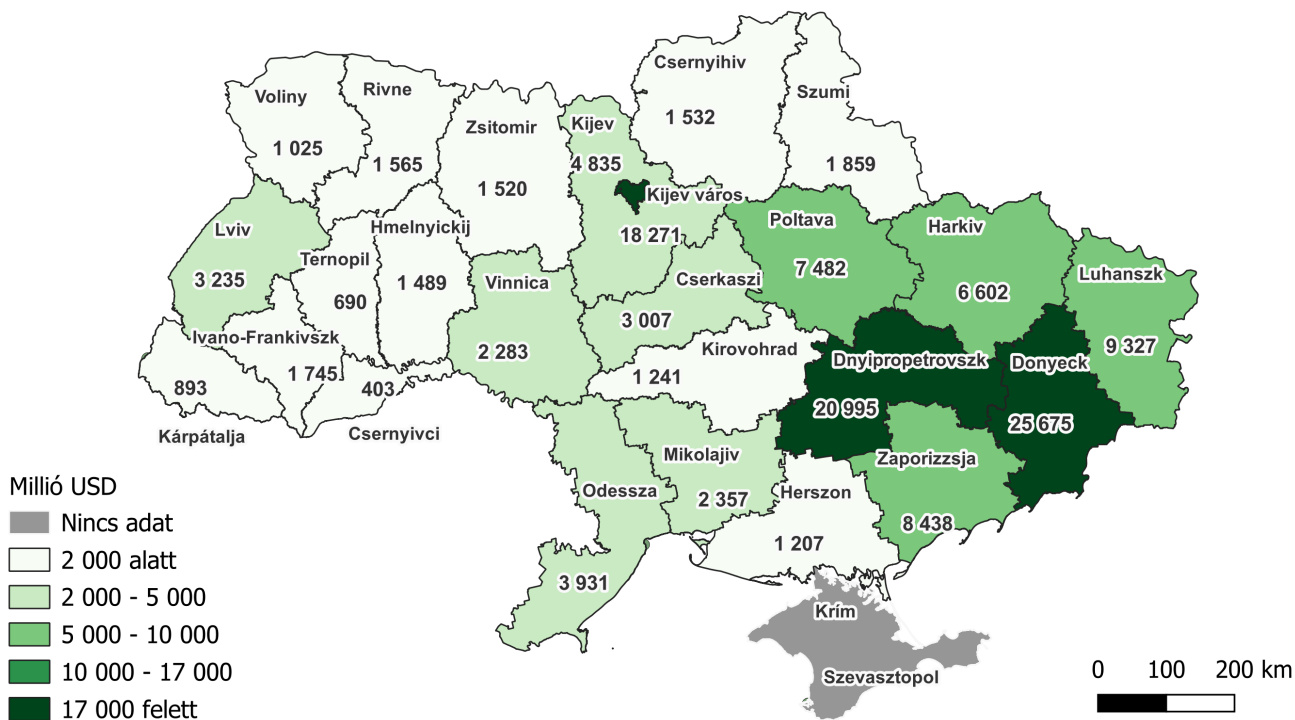 Csernyihiv
1 532
Szumi
1 859
Voliny
1 025
Rivne
1 565
Zsitomir
1 520
Kijev
4 835
Kijev város
18 271
Lviv
3 235
Ternopil
690
Hmelnyickij
1 489
Vinnica
2 283
Cserkaszi
3 007
Poltava
7 482
Harkiv
6 602
Luhanszk
9 327
Ivano-Frankivszk
1 745
893
Kárpátalja
403
Csernyivci
Kirovohrad
1 241
Dnyipropetrovszk
20 995
Donyeck
25 675
Zaporizzsja
8 438
Mikolajiv
2 357
Odessza
3 931
Herszon
1 207
Krím
Szevasztopol
Millió USD
Nincs adat
2 000 alatt
2 000 - 5 000
5 000 - 10 000
10 000 - 17 000
17 000 felett
0 100 200 km